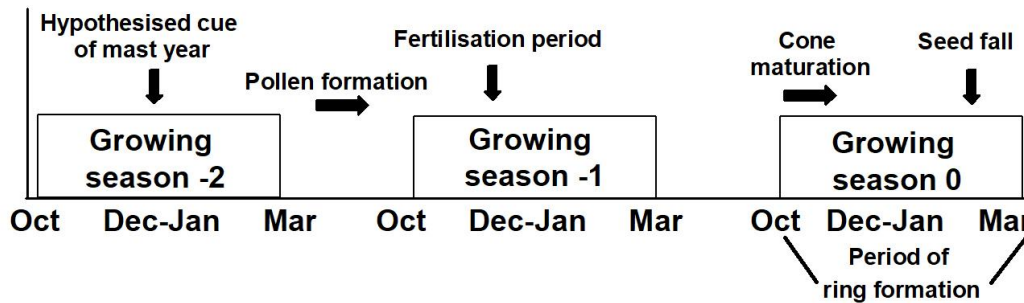 Hypothesised cue
of mast year
Pollen formation
Fertilisation period
Cone
maturation
Seed fall
Growing
season -2
Growing
season -1
Growing
season 0
Oct Dec-Jan Mar Oct Dec-Jan Mar Oct Dec-Jan Mar
Period of
ring formation